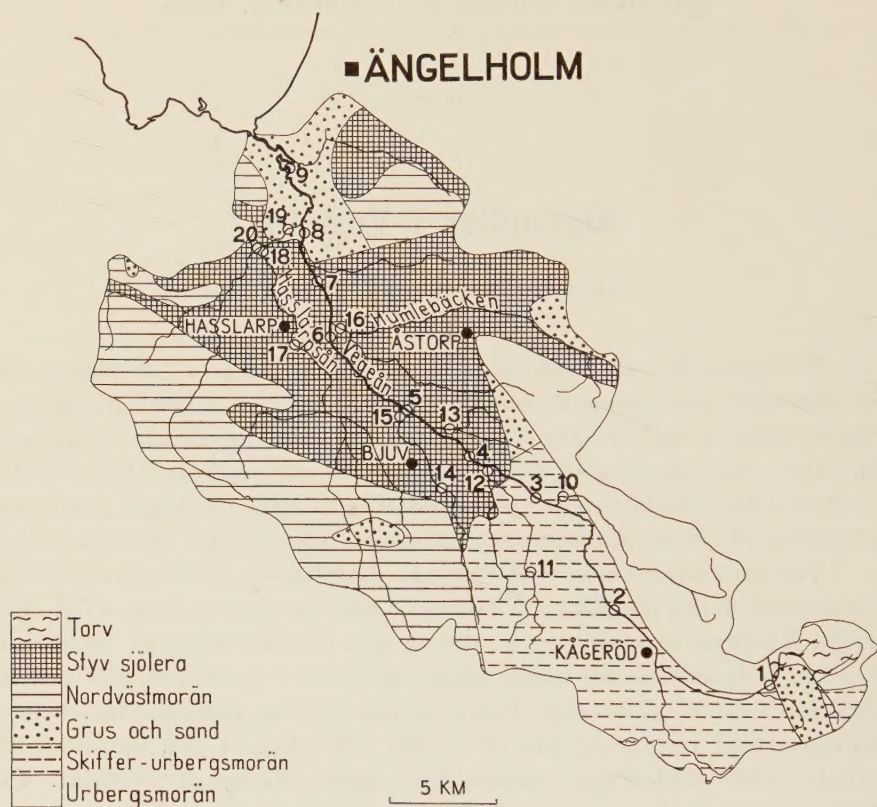 ÄNGELHOLM
9
19
8
20
18
7
Hasslarpsån
16
Humlebäcken
HASSLARP
6
ÅSTORP
17
Vegeån
5
15
13
BJUV
4
14
12
3
10
11
2
KÅGERÖD
1
Torv
Styv sjölera
Nordvästmorän
Grus och sand
Skiffer-urbergsmorän
Urbergsmorän
5 KM